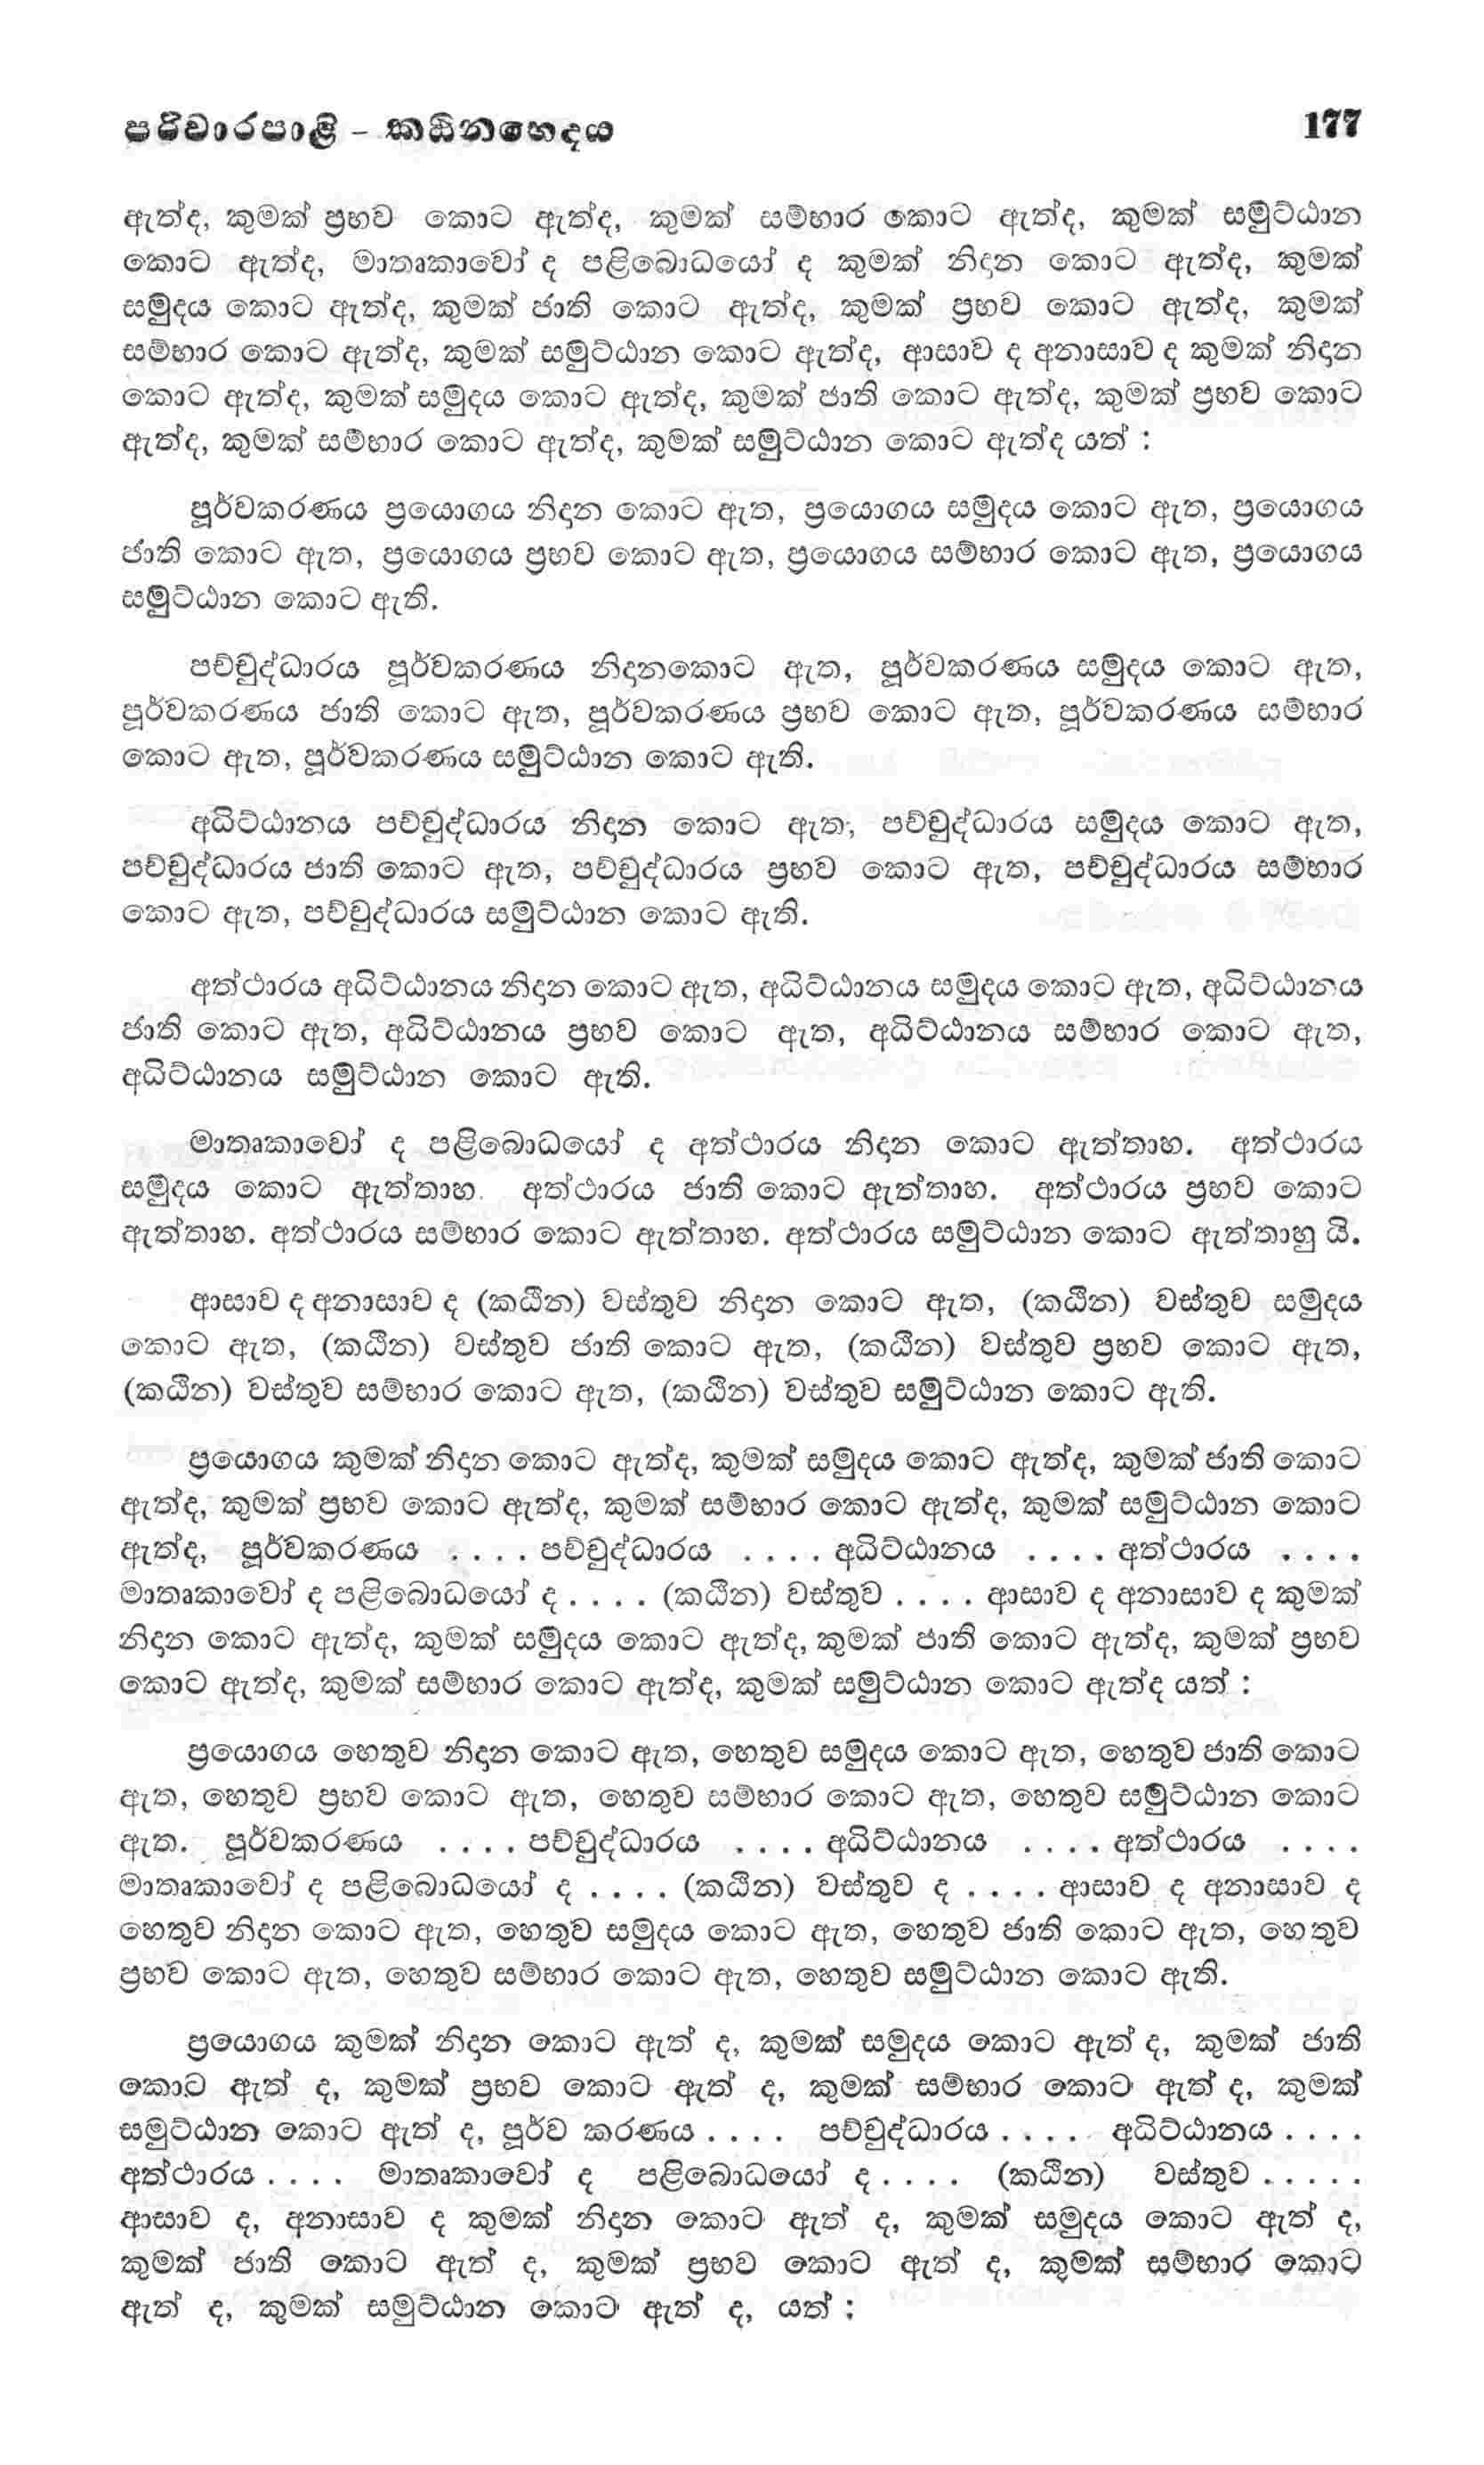 පරිවාරපාළි – කඨිනභෙදය 177
ඇත්ද, කුමක් ප්‍රභව කොට ඇත්ද, කුමක් සම්භාර කොට ඇත්ද, කුමක් සමුට්ඨාන
කොට ඇත්ද, මාතෘකාවෝ ද පළිබොධයෝ ද කුමක් නිදාන කොට ඇත්ද, කුමක්
සමුදය කොට ඇත්ද, කුමක් ජාති කොට ඇත්ද, කුමක් ප්‍රභව කොට ඇත්ද, කුමක්
සම්භාර කොට ඇත්ද, කුමක් සමුට්ඨාන කොට ඇත්ද, ආසාව ද අනාසාව ද කුමක් නිදාන
කොට ඇත්ද, කුමක් සමුදය කොට ඇත්ද, කුමක් ජාති කොට ඇත්ද, කුමක් ප්‍රභව කොට
ඇත්ද, කුමක් සම්භාර කොට ඇත්ද, කුමක් සමුට්ඨාන කොට ඇත්ද යත් :
පූර්වකරණය ප්‍රයොගය නිදාන කොට ඇත, ප්‍රයොගය සමුදය කොට ඇත, ප්‍රයොගය
ජාති කොට ඇත, ප්‍රයොගය ප්‍රභව කොට ඇත, ප්‍රයොගය සම්භාර කොට ඇත, ප්‍රයොගය
සමුට්ඨාන කොට ඇති.
පච්චුද්ධාරය පූර්වකරණය නිදානකොට ඇත, පූර්වකරණය සමුදය කොට ඇත,
පූර්වකරණය ජාති කොට ඇත, පූර්වකරණය ප්‍රභව කොට ඇත, පූර්වකරණය සම්භාර
කොට ඇත, පූර්වකරණය සමුට්ඨාන කොට ඇති.
අධිට්ඨානය පච්චුද්ධාරය නිදාන කොට ඇත, පච්චුද්ධාරය සමුදය කොට ඇත,
පච්චුද්ධාරය ජාති කොට ඇත, පච්චුද්ධාරය ප්‍රභව කොට ඇත, පච්චුද්ධාරය සම්භාර
කොට ඇත, පච්චුද්ධාරය සමුට්ඨාන කොට ඇති.
අත්ථාරය අධිට්ඨානය නිදාන කොට ඇත, අධිට්ඨානය සමුදය කොට ඇත, අධිට්ඨානය
ජාති කොට ඇත, අධිට්ඨානය ප්‍රභව කොට ඇත, අධිට්ඨානය සම්භාර කොට ඇත,
අධිට්ඨානය සමුට්ඨාන කොට ඇති.
මාතෘකාවෝ ද පළිබොධයෝ ද අත්ථාරය නිදාන කොට ඇත්තාහ. අත්ථාරය
සමුදය කොට ඇත්තාහ. අත්ථාරය ජාති කොට ඇත්තාහ. අත්ථාරය ප්‍රභව කොට
ඇත්තාහ. අත්ථාරය සම්භාර කොට ඇත්තාහ. අත්ථාරය සමුට්ඨාන කොට ඇත්තාහු යි.
ආසාව ද අනාසාව ද (කඨින) වස්තුව නිදාන කොට ඇත, (කඨින) වස්තුව සමුදය
කොට ඇත, (කඨින) වස්තුව ජාති කොට ඇත, (කඨින) වස්තුව ප්‍රභව කොට ඇත,
(කඨින) වස්තුව සම්භාර කොට ඇත, (කඨින) වස්තුව සමුට්ඨාන කොට ඇති.
ප්‍රයොගය කුමක් නිදාන කොට ඇත්ද, කුමක් සමුදය කොට ඇත්ද, කුමක් ජාති කොට
ඇත්ද, කුමක් ප්‍රභව කොට ඇත්ද, කුමක් සම්භාර කොට ඇත්ද, කුමක් සමුට්ඨාන කොට
ඇත්ද, පූර්වකරණය . . . . පච්චුද්ධාරය . . . . අධිට්ඨානය . . . . අත්ථාරය . . . .
මාතෘකාවෝ ද පළිබොධයෝ ද . . . . (කඨින) වස්තුව . . . . ආසාව ද අනාසාව ද කුමක්
නිදාන කොට ඇත්ද, කුමක් සමුදය කොට ඇත්ද, කුමක් ජාති කොට ඇත්ද, කුමක් ප්‍රභව
කොට ඇත්ද, කුමක් සම්භාර කොට ඇත්ද, කුමක් සමුට්ඨාන කොට ඇත්ද යත් :
ප්‍රයොගය හෙතුව නිදාන කොට ඇත, හෙතුව සමුදය කොට ඇත, හෙතුව ජාති කොට
ඇත, හෙතුව ප්‍රභව කොට ඇත, හෙතුව සම්භාර කොට ඇත, හෙතුව සමුට්ඨාන කොට
ඇත. පූර්වකරණය . . . . පච්චුද්ධාරය . . . . අධිට්ඨානය . . . . අත්ථාරය . . . .
මාතෘකාවෝ ද පළිබොධයෝ ද . . . . (කඨින) වස්තුව ද . . . . ආසාව ද අනාසාව ද
හෙතුව නිදාන කොට ඇත, හෙතුව සමුදය කොට ඇත, හෙතුව ජාති කොට ඇත, හෙතුව
ප්‍රභව කොට ඇත, හෙතුව සම්භාර කොට ඇත, හෙතුව සමුට්ඨාන කොට ඇති.
ප්‍රයොගය කුමක් නිදාන කොට ඇත් ද, කුමක් සමුදය කොට ඇත් ද, කුමක් ජාති
කොට ඇත් ද, කුමක් ප්‍රභව කොට ඇත් ද, කුමක් සම්භාර කොට ඇත් ද, කුමක්
සමුට්ඨාන කොට ඇත් ද, පූර්ව කරණය . . . . පච්චුද්ධාරය . . . . අධිට්ඨානය . . . .
අත්ථාරය . . . . මාතෘකාවෝ ද පළිබොධයෝ ද . . . . (කඨින) වස්තුව . . . . .
ආසාව ද, අනාසාව ද කුමක් නිදාන කොට ඇත් ද, කුමක් සමුදය කොට ඇත් ද,
කුමක් ජාති කොට ඇත් ද, කුමක් ප්‍රභව කොට ඇත් ද, කුමක් සම්භාර කොට
ඇත් ද, කුමක් සමුට්ඨාන කොට ඇත් ද, යත් ;